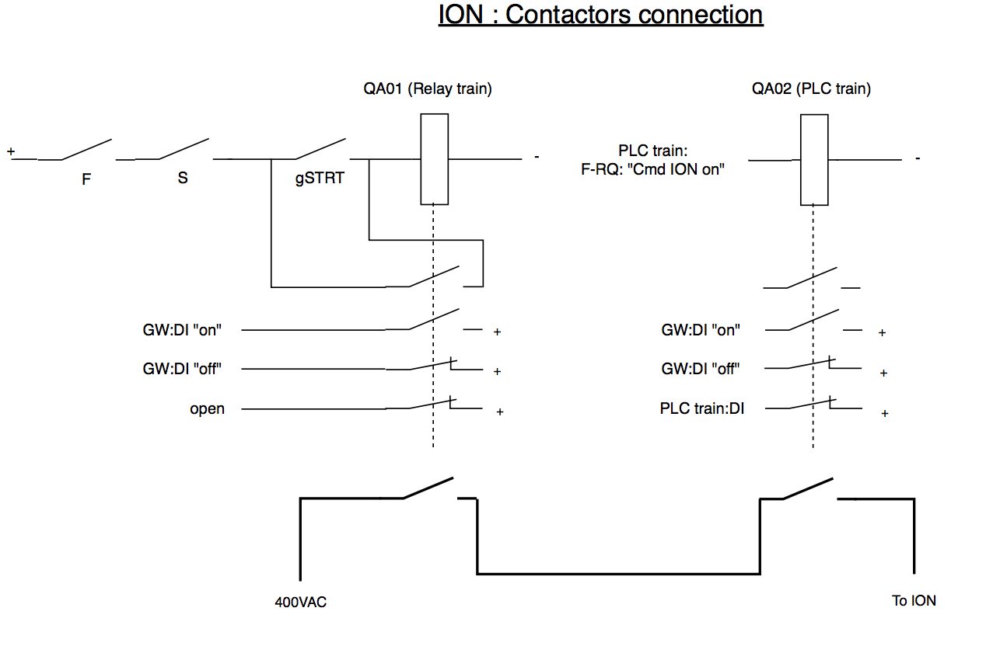 ION : Contactors connection
QA01 (Relay train)
QA02 (PLC train)
+
F
S
gSTRT
-
PLC train:
F-RQ: "Cmd ION on"
-
GW:DI "on"
+
GW:DI "off"
+
open
+
GW:DI "on"
+
GW:DI "off"
+
PLC train:DI
+
400VAC
To ION